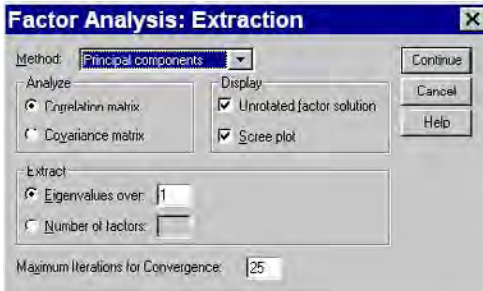 Factor Analysis: Extraction
Method: Principal components
Continue
Analyze
Display
Correlation matrix
Unrotated factor solution
Cancel
Covariance matrix
Scree plot
Help
Extract
Eigenvalues over: 1
Number of factors:
Maximum Iterations for Convergence: 25